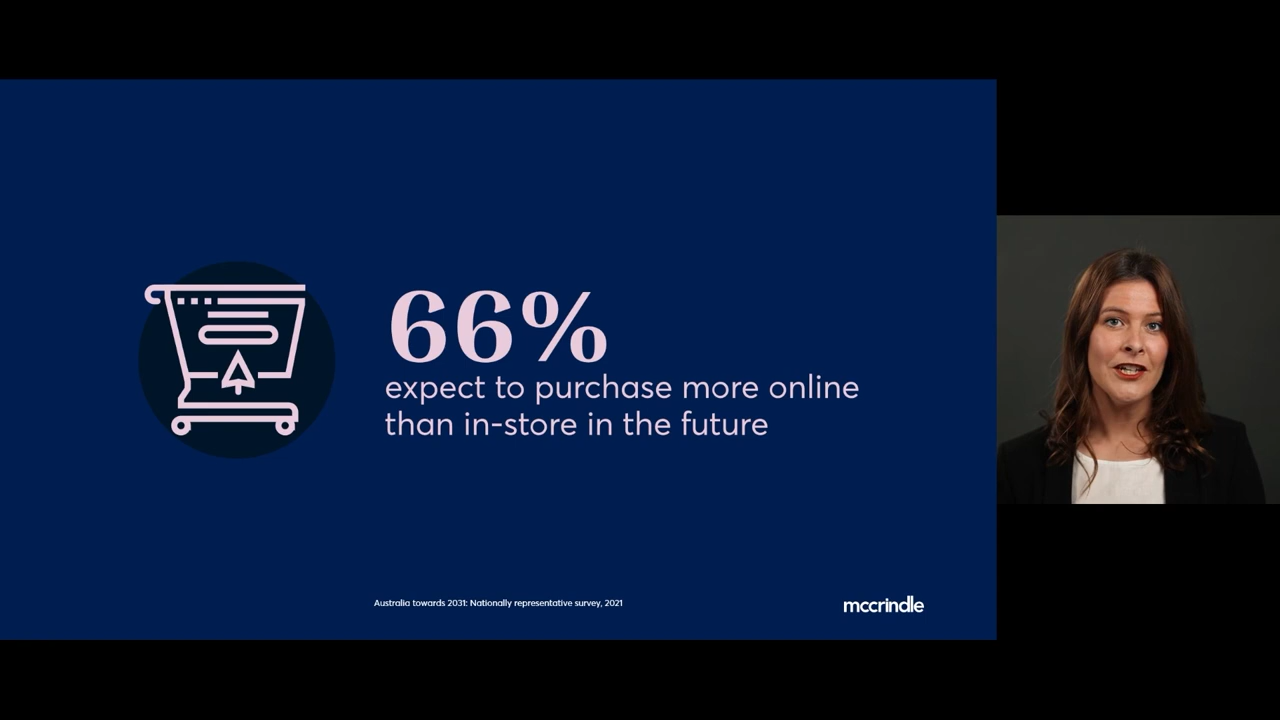 66%
expect to purchase more online
than in-store in the future
Australia towards 2031: Nationally representative survey, 2021
mccrindle